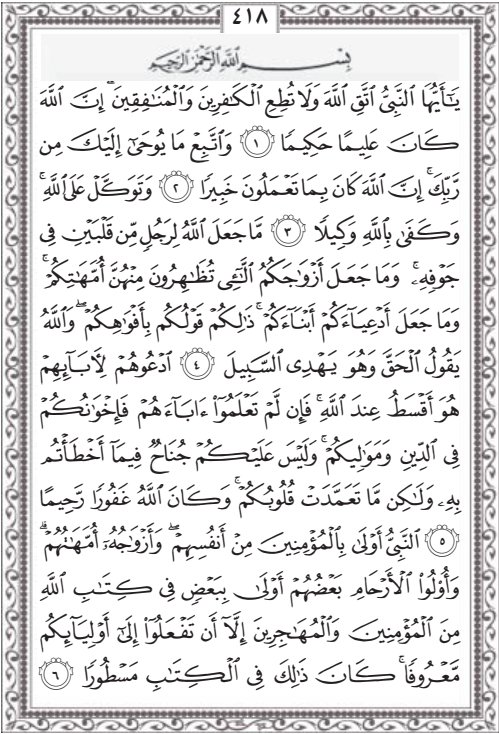 ٤١٨
بِسْمِ اللَّهِ الرَّحْمَٰنِ الرَّحِيمِ
يَٰٓأَيُّهَا ٱلنَّبِيُّ ٱتَّقِ ٱللَّهَ وَلَا تُطِعِ ٱلْكَٰفِرِينَ وَٱلْمُنَٰفِقِينَ ۗ إِنَّ ٱللَّهَ
كَانَ عَلِيمًا حَكِيمًا ١ وَٱتَّبِعْ مَا يُوحَىٰٓ إِلَيْكَ مِن
رَّبِّكَ ۚ إِنَّ ٱللَّهَ كَانَ بِمَا تَعْمَلُونَ خَبِيرًا ٢ وَتَوَكَّلْ عَلَى ٱللَّهِ ۚ
وَكَفَىٰ بِٱللَّهِ وَكِيلًا ٣ مَّا جَعَلَ ٱللَّهُ لِرَجُلٍ مِّن قَلْبَيْنِ فِي
جَوْفِهِۦ ۚ وَمَا جَعَلَ أَزْوَٰجَكُمُ ٱلَّٰٓـِٔي تُظَٰهِرُونَ مِنْهُنَّ أُمَّهَٰتِكُمْ ۚ
وَمَا جَعَلَ أَدْعِيَآءَكُمْ أَبْنَآءَكُمْ ۚ ذَٰلِكُمْ قَوْلُكُم بِأَفْوَٰهِكُمْ ۖ وَٱللَّهُ
يَقُولُ ٱلْحَقَّ وَهُوَ يَهْدِي ٱلسَّبِيلَ ٤ ٱدْعُوهُمْ لِأٓبَآئِهِمْ
هُوَ أَقْسَطُ عِندَ ٱللَّهِ ۚ فَإِن لَّمْ تَعْلَمُوٓا۟ ءَابَآءَهُمْ فَإِخْوَٰنُكُمْ
فِي ٱلدِّينِ وَمَوَٰلِيكُمْ ۚ وَلَيْسَ عَلَيْكُمْ جُنَاحٌ فِيمَآ أَخْطَأْتُم
بِهِۦ وَلَٰكِن مَّا تَعَمَّدَتْ قُلُوبُكُمْ ۚ وَكَانَ ٱللَّهُ غَفُورًا رَّحِيمًا
٥ ٱلنَّبِيُّ أَوْلَىٰ بِٱلْمُؤْمِنِينَ مِنْ أَنفُسِهِمْ ۖ وَأَزْوَٰجُهُۥٓ أُمَّهَٰتُهُمْ ۗ
وَأُو۟لُوا۟ ٱلْأَرْحَامِ بَعْضُهُمْ أَوْلَىٰ بِبَعْضٍ فِي كِتَٰبِ ٱللَّهِ
مِنَ ٱلْمُؤْمِنِينَ وَٱلْمُهَٰجِرِينَ إِلَّآ أَن تَفْعَلُوٓا۟ إِلَىٰٓ أَوْلِيَآئِكُم
مَّعْرُوفًا ۚ كَانَ ذَٰلِكَ فِي ٱلْكِتَٰبِ مَسْطُورًا ٦